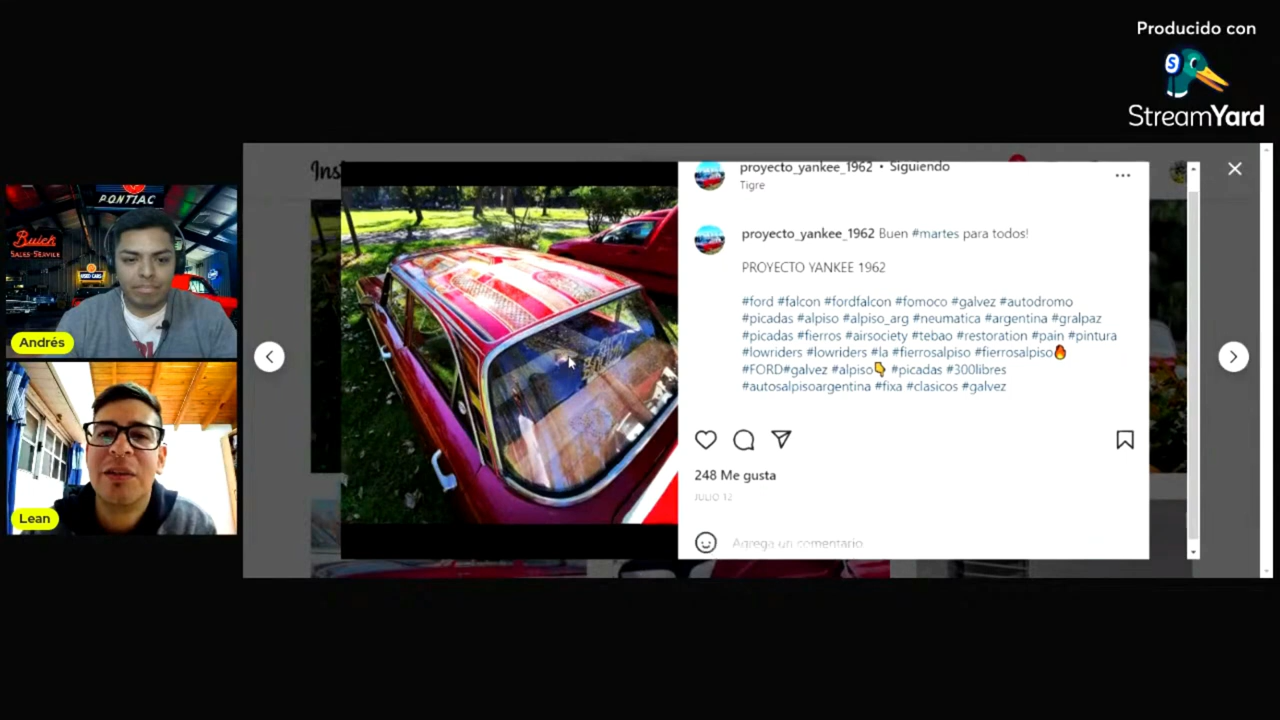 Producido con
StreamYard
Ins
PONTIAC
Buick
SALES-SERVICE
USED CARS
Andrés
Lean
proyecto_yankee_1962 • Siguiendo
Tigre
proyecto_yankee_1962 Buen #martes para todos!
PROYECTO YANKEE 1962
#ford #falcon #fordfalcon #fomoco #galvez #autodromo
#picadas #alpiso #alpiso_arg #neumatica #argentina #gralpaz
#picadas #fierros #airsociety #tebao #restoration #pain #pintura
#lowriders #lowriders #la #fierrosalpiso #fierrosalpiso🔥
#FORD#galvez #alpiso👇 #picadas #300libres
#autosalpisoargentina #fixa #clasicos #galvez
248 Me gusta
JULIO 12
Agrega un comentario